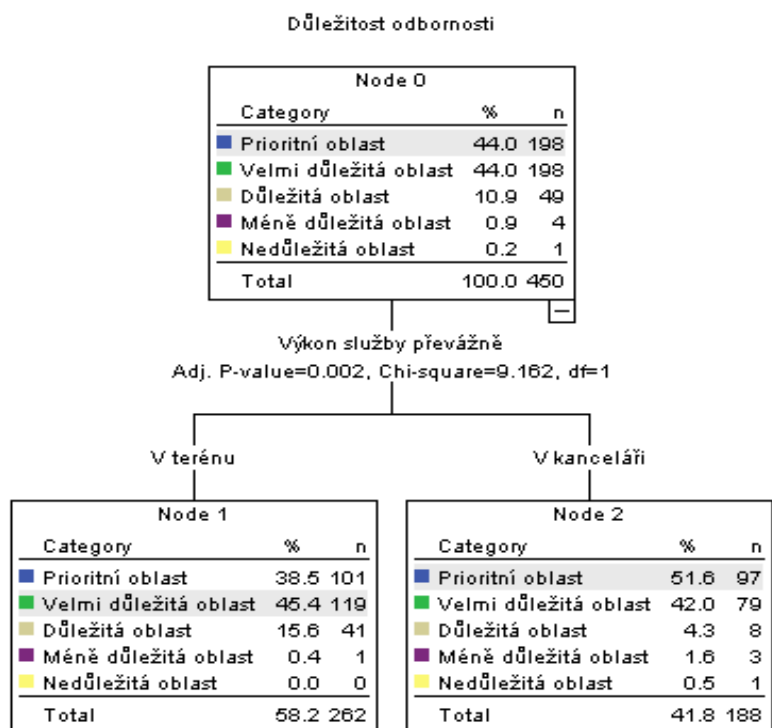 Důležitost odbornosti
Node 0
Category % n
Prioritní oblast 44.0 198
Velmi důležitá oblast 44.0 198
Důležitá oblast 10.9 49
Méně důležitá oblast 0.9 4
Nedůležitá oblast 0.2 1
Total 100.0 450
Výkon služby převážně
Adj. P-value=0.002, Chi-square=9.162, df=1
V terénu V kanceláři
Node 1
Category % n
Prioritní oblast 38.5 101
Velmi důležitá oblast 45.4 119
Důležitá oblast 15.6 41
Méně důležitá oblast 0.4 1
Nedůležitá oblast 0.0 0
Total 58.2 262
Node 2
Category % n
Prioritní oblast 51.6 97
Velmi důležitá oblast 42.0 79
Důležitá oblast 4.3 8
Méně důležitá oblast 1.6 3
Nedůležitá oblast 0.5 1
Total 41.8 188